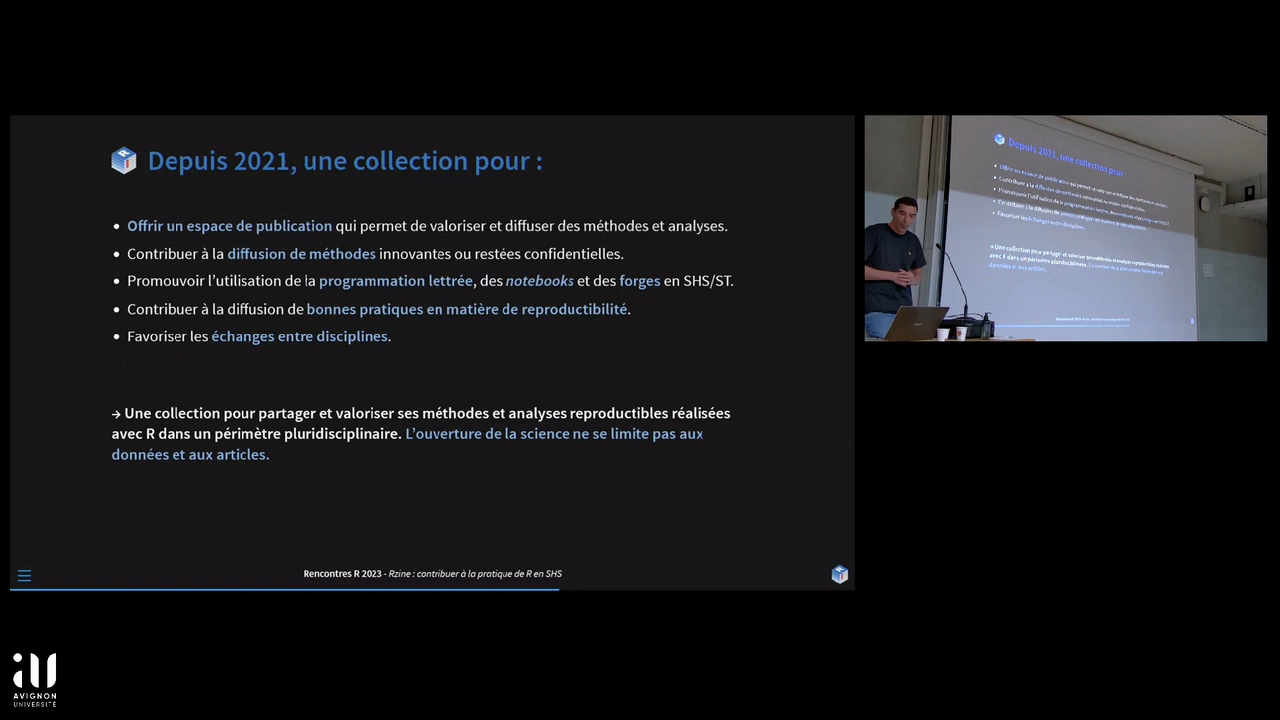 Depuis 2021, une collection pour :
• Offrir un espace de publication qui permet de valoriser et diffuser des méthodes et analyses.
• Contribuer à la diffusion de méthodes innovantes ou restées confidentielles.
• Promouvoir l'utilisation de la programmation lettrée, des notebooks et des forges en SHS/ST.
• Contribuer à la diffusion de bonnes pratiques en matière de reproductibilité.
• Favoriser les échanges entre disciplines.
→ Une collection pour partager et valoriser ses méthodes et analyses reproductibles réalisées
avec R dans un périmètre pluridisciplinaire. L'ouverture de la science ne se limite pas aux
données et aux articles.
Rencontres R 2023 - Rzine : contribuer à la pratique de R en SHS
Depuis 2021, une collection pour
AVIGNON
UNIVERSITÉ